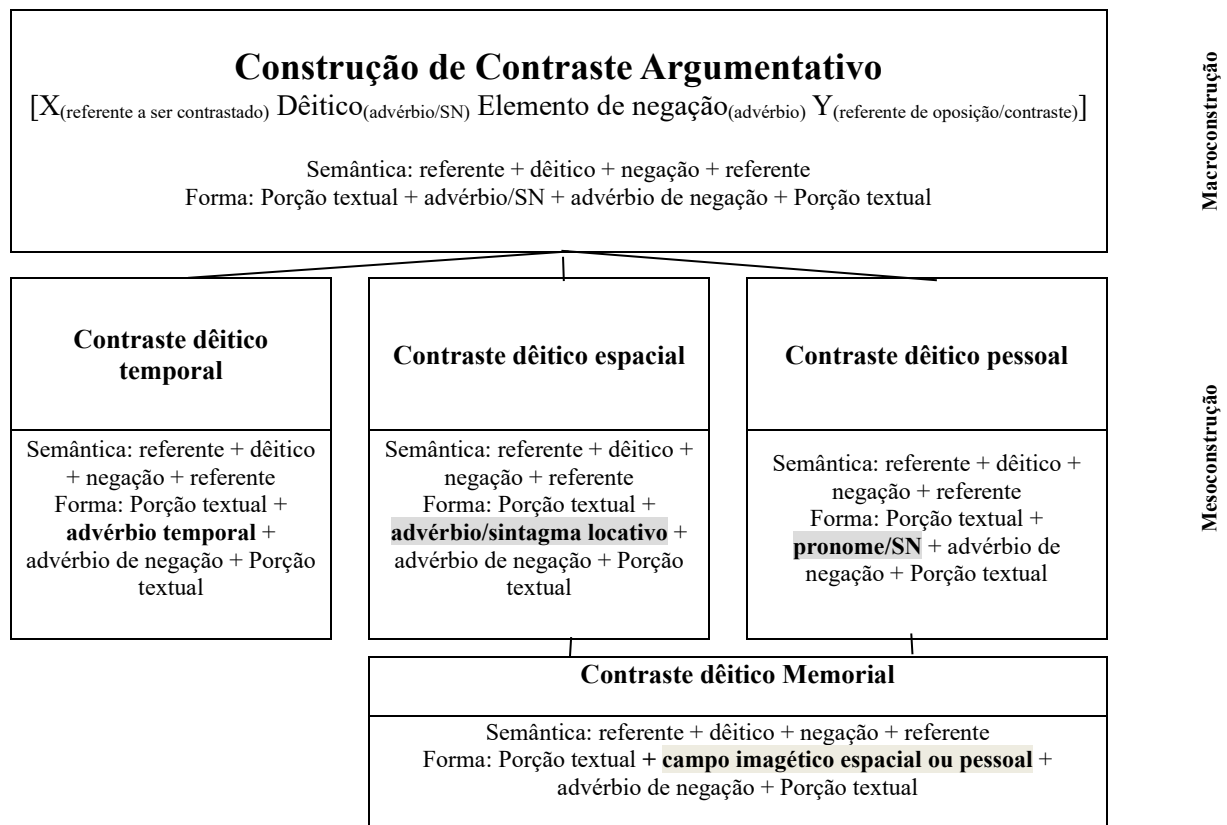 Construção de Contraste Argumentativo
[X(referente a ser contrastado) Dêitico(advérbio/SN) Elemento de negação(advérbio) Y(referente de oposição/contraste)]
Semântica: referente + dêitico + negação + referente
Forma: Porção textual + advérbio/SN + advérbio de negação + Porção textual
Macroconstrução
Contraste dêitico
temporal
Semântica: referente + dêitico
+ negação + referente
Forma: Porção textual +
advérbio temporal +
advérbio de negação + Porção
textual
Contraste dêitico espacial
Semântica: referente + dêitico +
negação + referente
Forma: Porção textual +
advérbio/sintagma locativo +
advérbio de negação + Porção
textual
Contraste dêitico pessoal
Semântica: referente + dêitico +
negação + referente
Forma: Porção textual +
pronome/SN + advérbio de
negação + Porção textual
Mesoconstrução
Contraste dêitico Memorial
Semântica: referente + dêitico + negação + referente
Forma: Porção textual + campo imagético espacial ou pessoal +
advérbio de negação + Porção textual